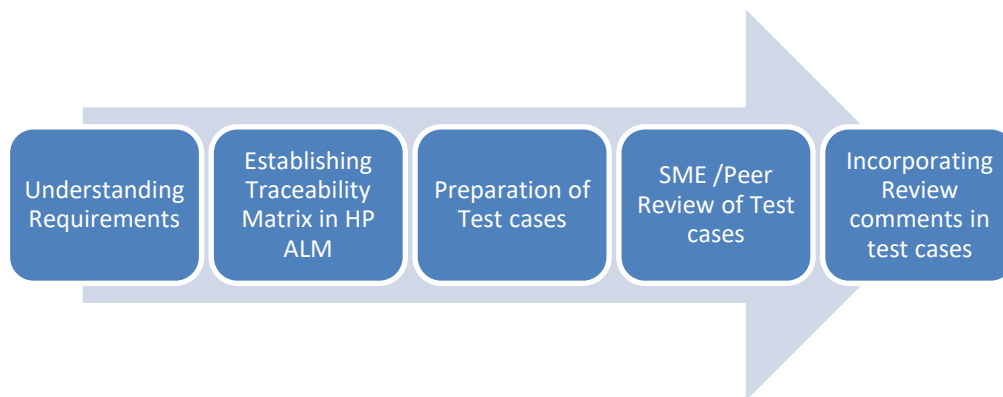 Understanding
Requirements
Establishing
Traceability
Matrix in HP
ALM
Preparation of
Test cases
SME /Peer
Review of Test
cases
Incorporating
Review
comments in
test cases